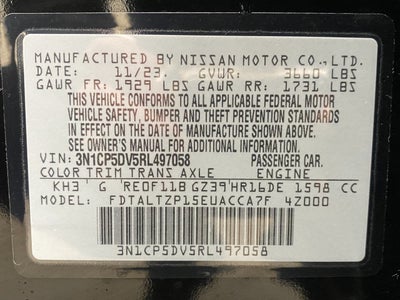 MANUFACTURED BY NISSAN MOTOR CO., LTD.
DATE: 11/23. GVWR: 3660 LBS
GAWR FR: 1929 LBS GAWR RR: 1731 LBS
THIS VEHICLE CONFORMS TO ALL APPLICABLE FEDERAL MOTOR
VEHICLE SAFETY, BUMPER AND THEFT PREVENTION STANDARDS
IN EFFECT ON THE DATE OF MANUFACTURE SHOWN ABOVE.
SEE OWNER'S MANUAL FOR ADDITIONAL INFORMATION.
VIN: 3N1CP5DV5RL497058 PASSENGER CAR.
COLOR TRIM TRANS AXLE ENGINE
KH3 G RE0F11B GZ39 HR16DE 1598 CC
FDTALTZP15EUACCA7F 4Z000
3N1CP5DV5RL497058